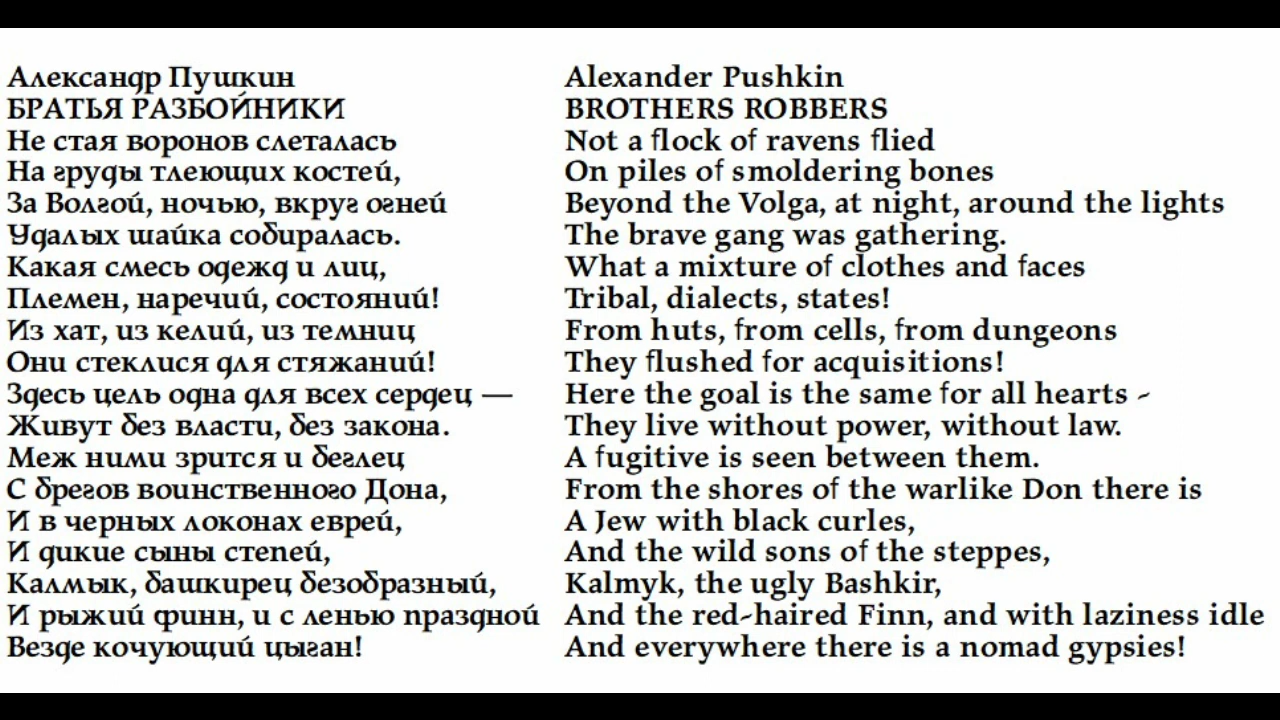 Александр Пушкин
БРАТЬЯ РАЗБОЙНИКИ
Не стая воронов слеталась
На груды тлеющих костей,
За Волгой, ночью, вкруг огней
Удалых шайка собиралась.
Какая смесь одежд и лиц,
Племен, наречий, состояний!
Из хат, из келий, из темниц
Они стеклися для стяжаний!
Здесь цель одна для всех сердец —
Живут без власти, без закона.
Меж ними зрится и беглец
С брегов воинственного Дона,
И в черных локонах еврей,
И дикие сыны степей,
Калмык, башкирец безобразный,
И рыжий финн, и с ленью праздной
Везде кочующий цыган!
Alexander Pushkin
BROTHERS ROBBERS
Not a flock of ravens flied
On piles of smoldering bones
Beyond the Volga, at night, around the lights
The brave gang was gathering.
What a mixture of clothes and faces
Tribal, dialects, states!
From huts, from cells, from dungeons
They flushed for acquisitions!
Here the goal is the same for all hearts -
They live without power, without law.
A fugitive is seen between them.
From the shores of the warlike Don there is
A Jew with black curles,
And the wild sons of the steppes,
Kalmyk, the ugly Bashkir,
And the red-haired Finn, and with laziness idle
And everywhere there is a nomad gypsies!